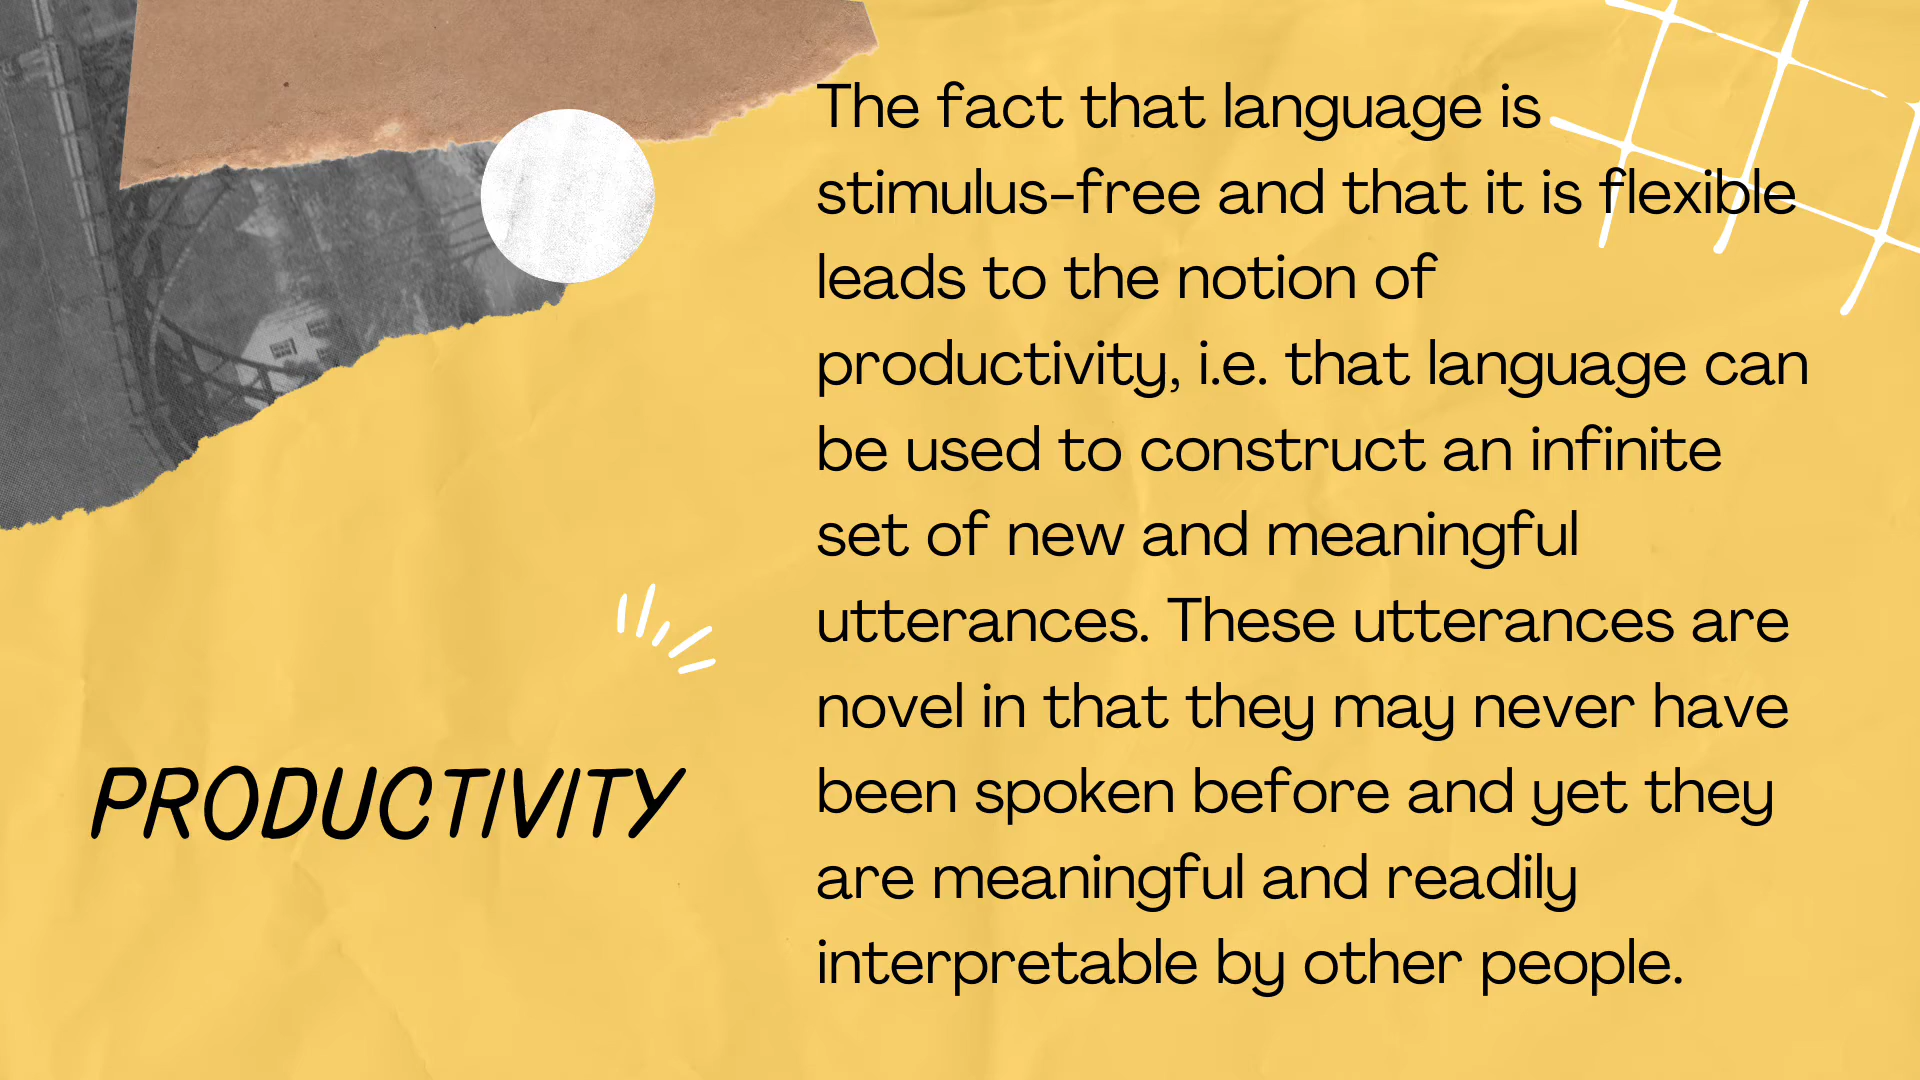 The fact that language is
stimulus-free and that it is flexible
leads to the notion of
productivity, i.e. that language can
be used to construct an infinite
set of new and meaningful
utterances. These utterances are
novel in that they may never have
been spoken before and yet they
are meaningful and readily
interpretable by other people.
PRODUCTIVITY